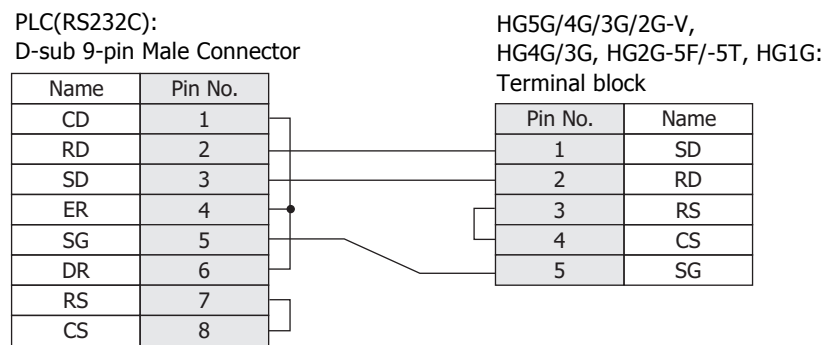 PLC(RS232C):
D-sub 9-pin Male Connector
Name Pin No.
CD 1
RD 2
SD 3
ER 4
SG 5
DR 6
RS 7
CS 8
HG5G/4G/3G/2G-V,
HG4G/3G, HG2G-5F/-5T, HG1G:
Terminal block
Pin No. Name
1 SD
2 RD
3 RS
4 CS
5 SG